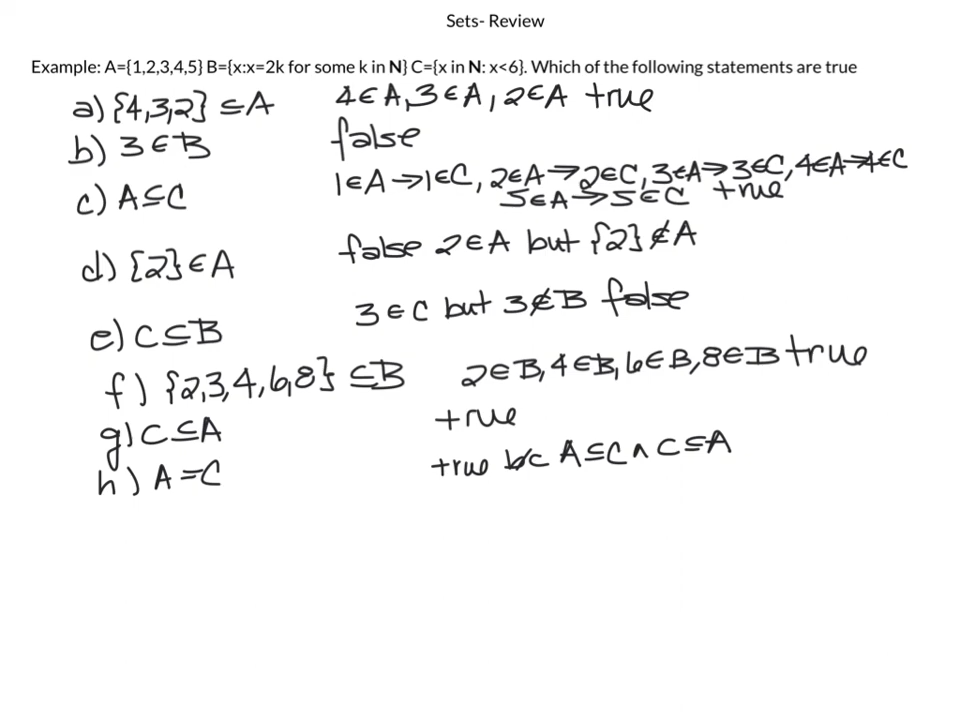 Sets- Review
Example: A={1,2,3,4,5} B={x:x=2k for some k in N} C={x in N: x<6}. Which of the following statements are true
a) {4,3,2} ⊆A 4∈A, 3∈A, 2∈A true
b) 3∈B false
c) A⊆C 1∈A→1∈C, 2∈A→2∈C, 3∈A→3∈C, 4∈A→4∈C
5∈A→5∈C true
d) {2}∈A false 2∈A but {2}∉A
e) C⊆B 3∈C but 3∉B false
f) {2,3,4,6,8} ⊆B 2∈B, 4∈B, 6∈B, 8∈B true
g) C⊆A true
h) A=C true b/c A⊆C ∧ C⊆A